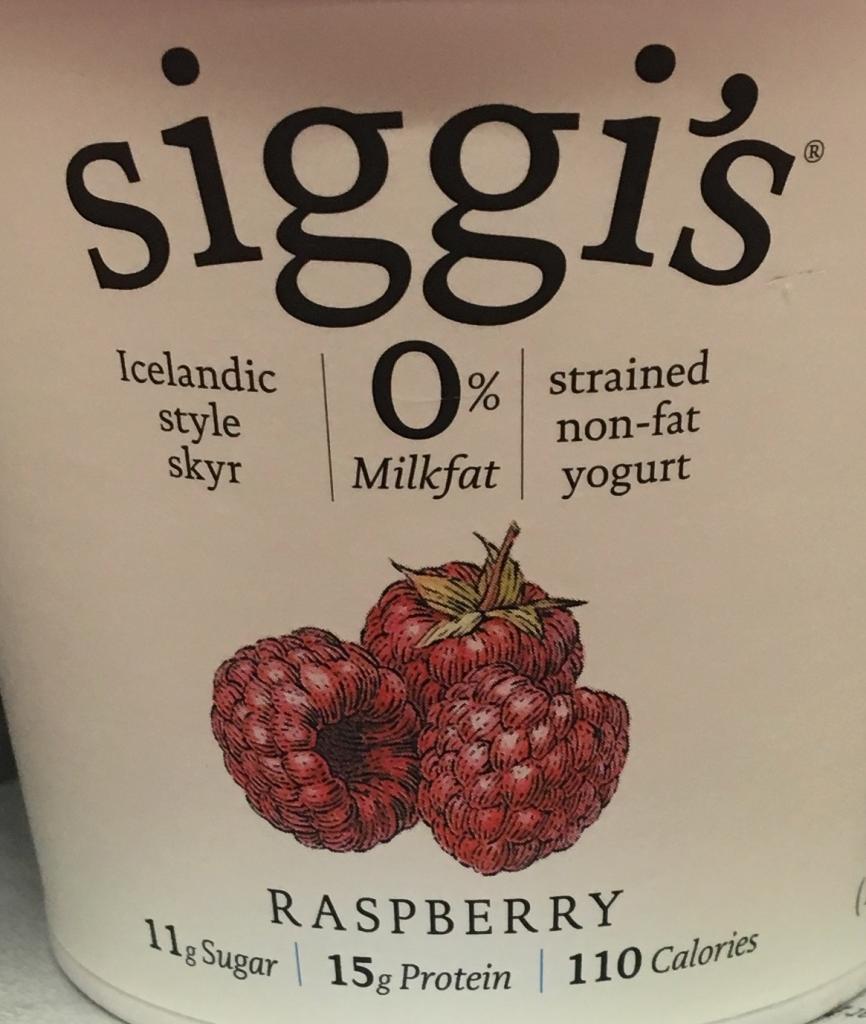 siggi's®
Icelandic
style
skyr
0%
Milkfat
strained
non-fat
yogurt
RASPBERRY
11g Sugar | 15g Protein | 110 Calories